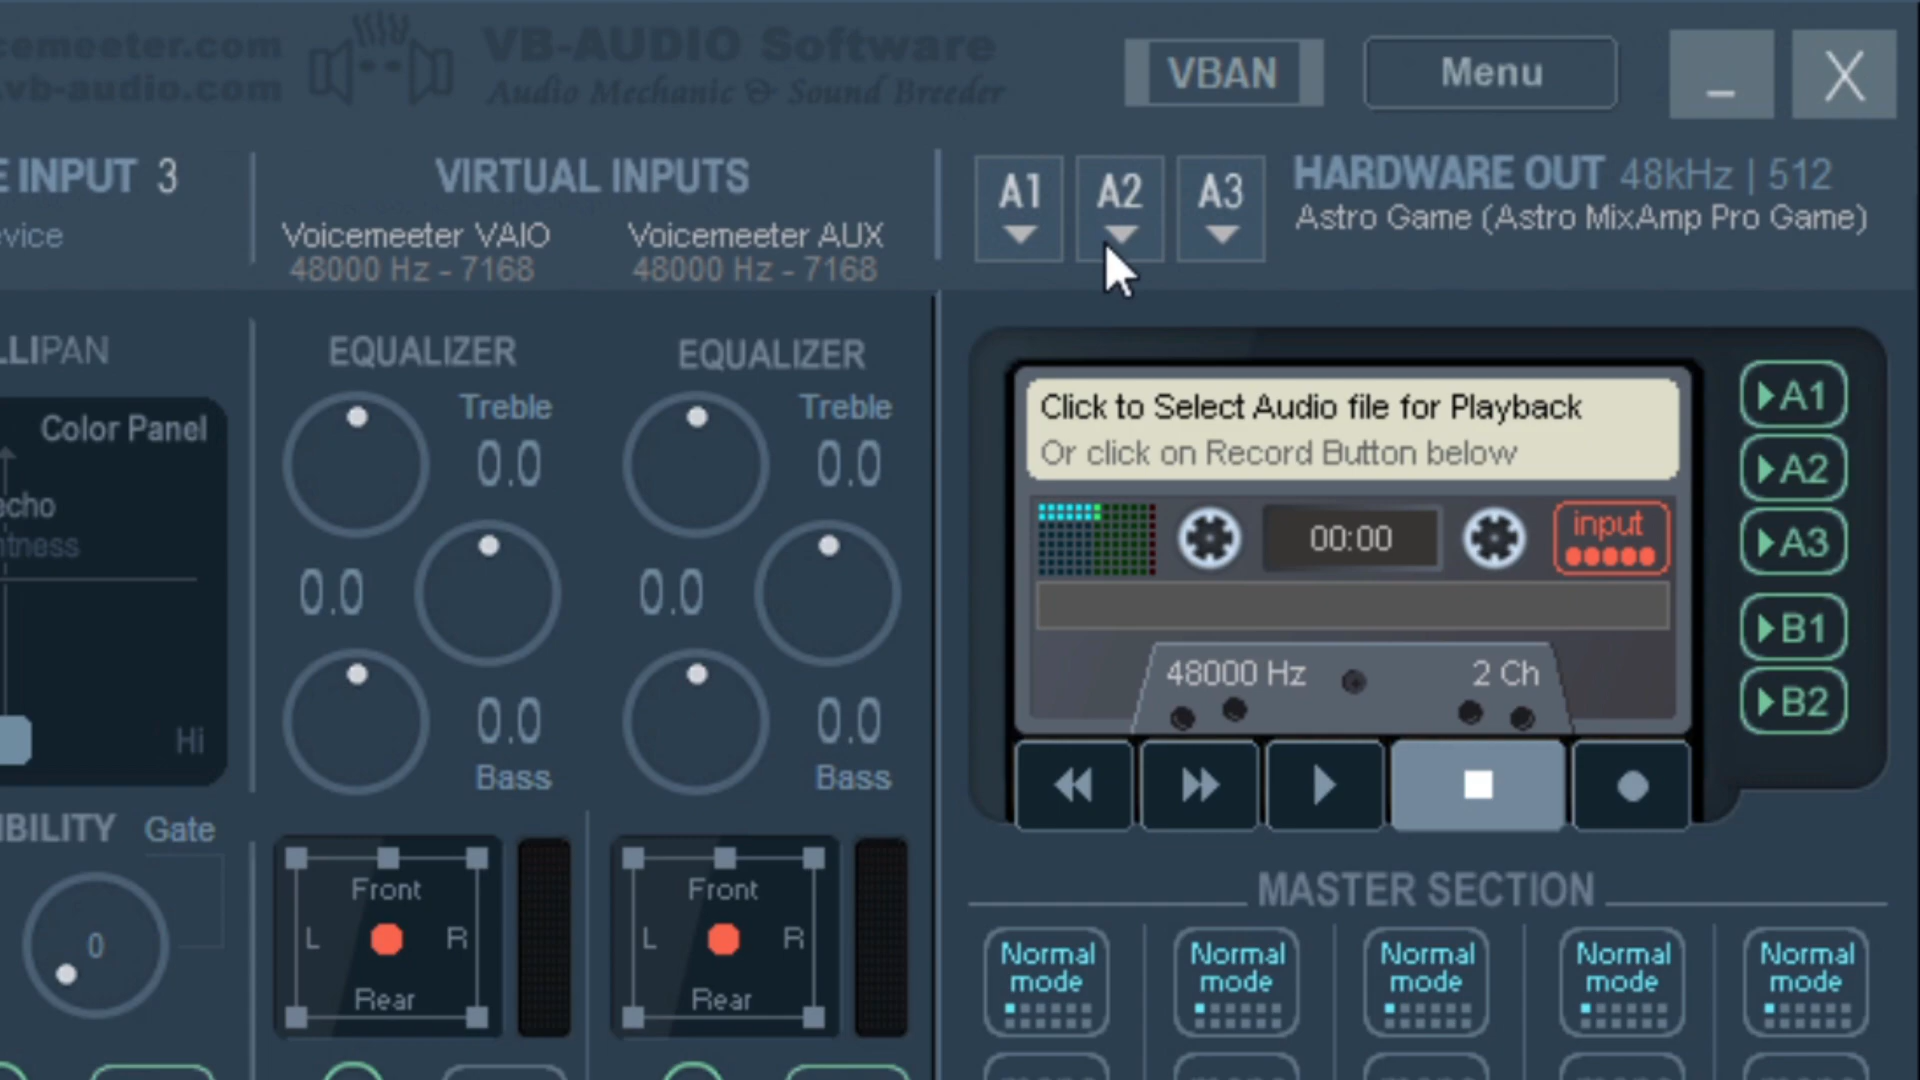 cemeeter.com
.vb-audio.com
VB-AUDIO Software
Audio Mechanic & Sound Breeder
VBAN
Menu
_
X
E INPUT 3
evice
VIRTUAL INPUTS
Voicemeeter VAIO
48000 Hz - 7168
Voicemeeter AUX
48000 Hz - 7168
A1
A2
A3
HARDWARE OUT 48kHz | 512
Astro Game (Astro MixAmp Pro Game)
LLIPAN
Color Panel
echo
ntness
Hi
EQUALIZER
Treble
0.0
0.0
0.0
Bass
EQUALIZER
Treble
0.0
0.0
0.0
Bass
Click to Select Audio file for Playback
Or click on Record Button below
00:00
input
48000 Hz
2 Ch
A1
A2
A3
B1
B2
IBILITY
Gate
0
Front
L
R
Rear
Front
L
R
Rear
MASTER SECTION
Normal
mode
Normal
mode
Normal
mode
Normal
mode
Normal
mode